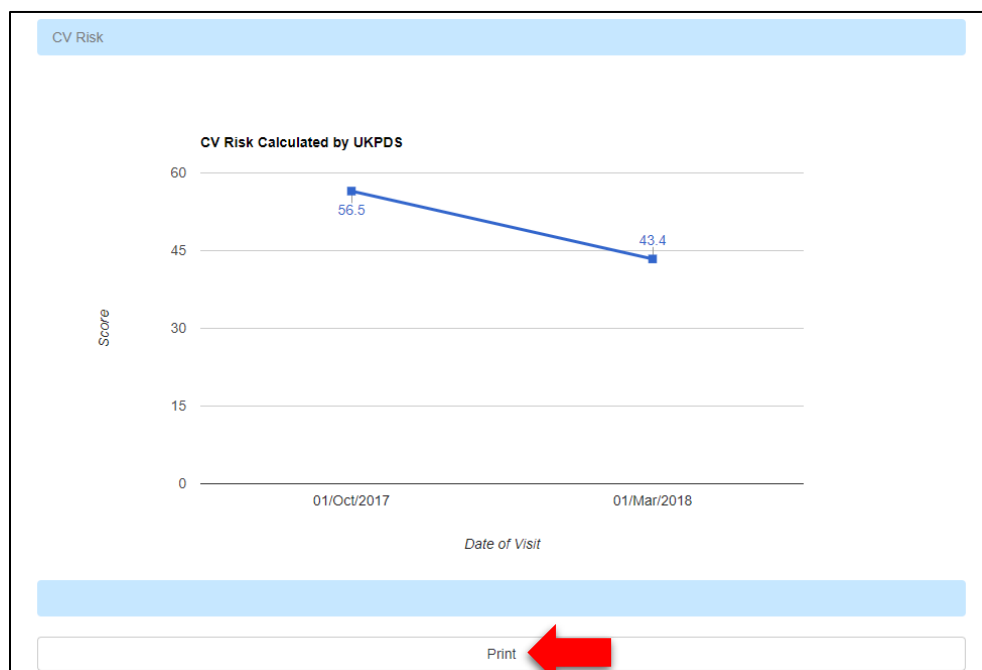 CV Risk
CV Risk Calculated by UKPDS
60
56.5
43.4
45
Score
30
15
0
01/Oct/2017 01/Mar/2018
Date of Visit
Print